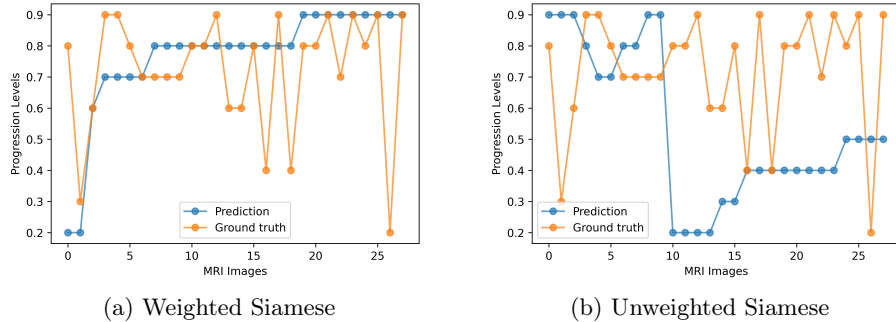 0.9
0.8
0.7
0.6
0.5
0.4
0.3
0.2
Progression Levels
Prediction
Ground truth
0 5 10 15 20 25
MRI Images
(a) Weighted Siamese
0.9
0.8
0.7
0.6
0.5
0.4
0.3
0.2
Progression Levels
Prediction
Ground truth
0 5 10 15 20 25
MRI Images
(b) Unweighted Siamese